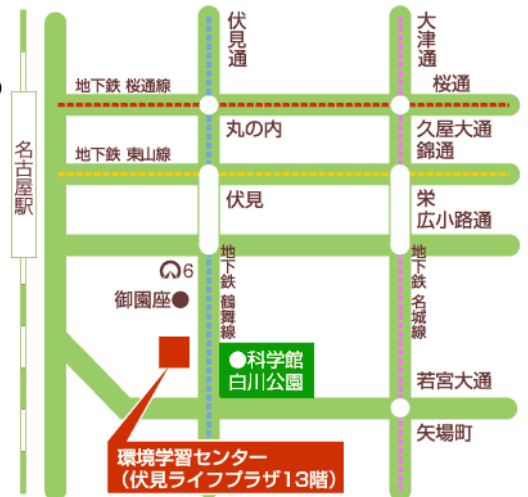 伏見通
大津通
地下鉄 桜通線
桜通
丸の内
久屋大通
地下鉄 東山線
錦通
名古屋駅
伏見
栄
広小路通
6
地下鉄 鶴舞線
地下鉄 名城線
御園座
科学館
白川公園
若宮大通
矢場町
環境学習センター
（伏見ライフプラザ13階）